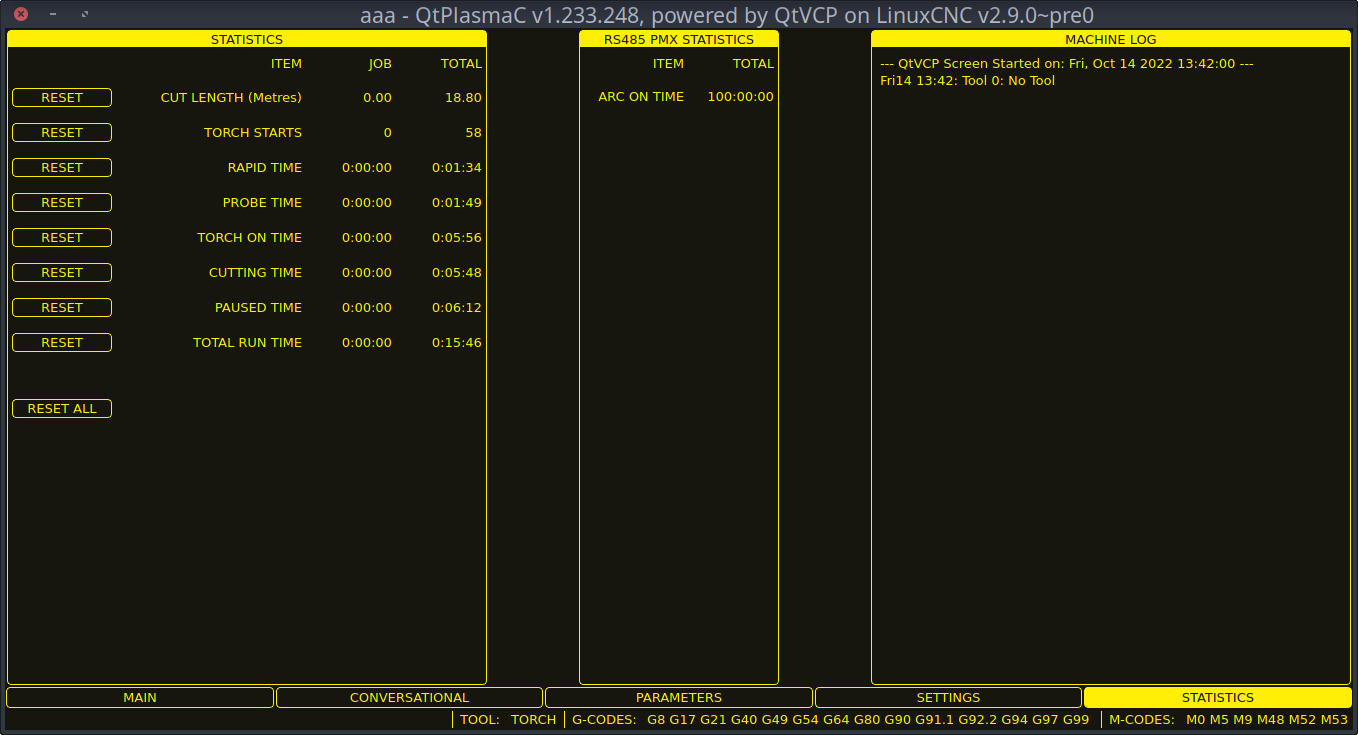 aaa - QtPlasmaC v1.233.248, powered by QtVCP on LinuxCNC v2.9.0~pre0
STATISTICS
ITEM JOB TOTAL
RESET CUT LENGTH (Metres) 0.00 18.80
RESET TORCH STARTS 0 58
RESET RAPID TIME 0:00:00 0:01:34
RESET PROBE TIME 0:00:00 0:01:49
RESET TORCH ON TIME 0:00:00 0:05:56
RESET CUTTING TIME 0:00:00 0:05:48
RESET PAUSED TIME 0:00:00 0:06:12
RESET TOTAL RUN TIME 0:00:00 0:15:46
RESET ALL
RS485 PMX STATISTICS
ITEM TOTAL
ARC ON TIME 100:00:00
MACHINE LOG
--- QtVCP Screen Started on: Fri, Oct 14 2022 13:42:00 ---
Fri14 13:42: Tool 0: No Tool
MAIN CONVERSATIONAL PARAMETERS SETTINGS STATISTICS
TOOL: TORCH G-CODES: G8 G17 G21 G40 G49 G54 G64 G80 G90 G91.1 G92.2 G94 G97 G99 M-CODES: M0 M5 M9 M48 M52 M53